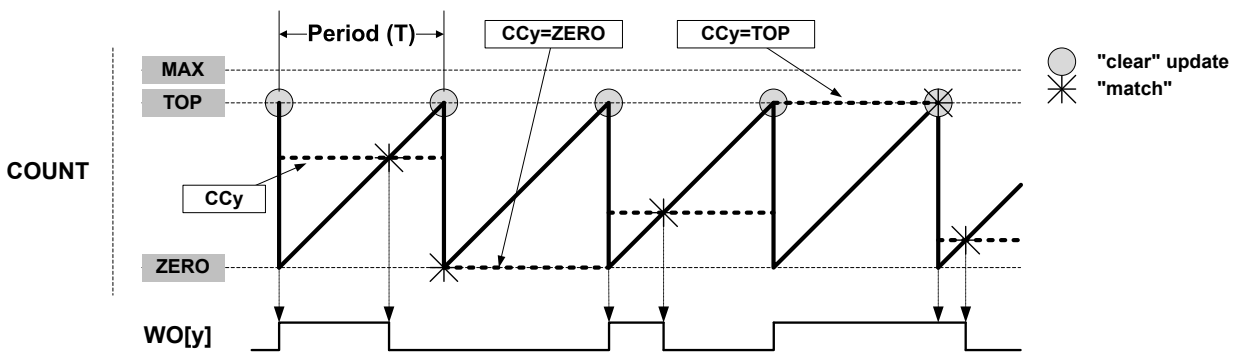 Period (T)
CCy=ZERO
CCy=TOP
"clear" update
"match"
MAX
TOP
COUNT
CCy
ZERO
WO[y]